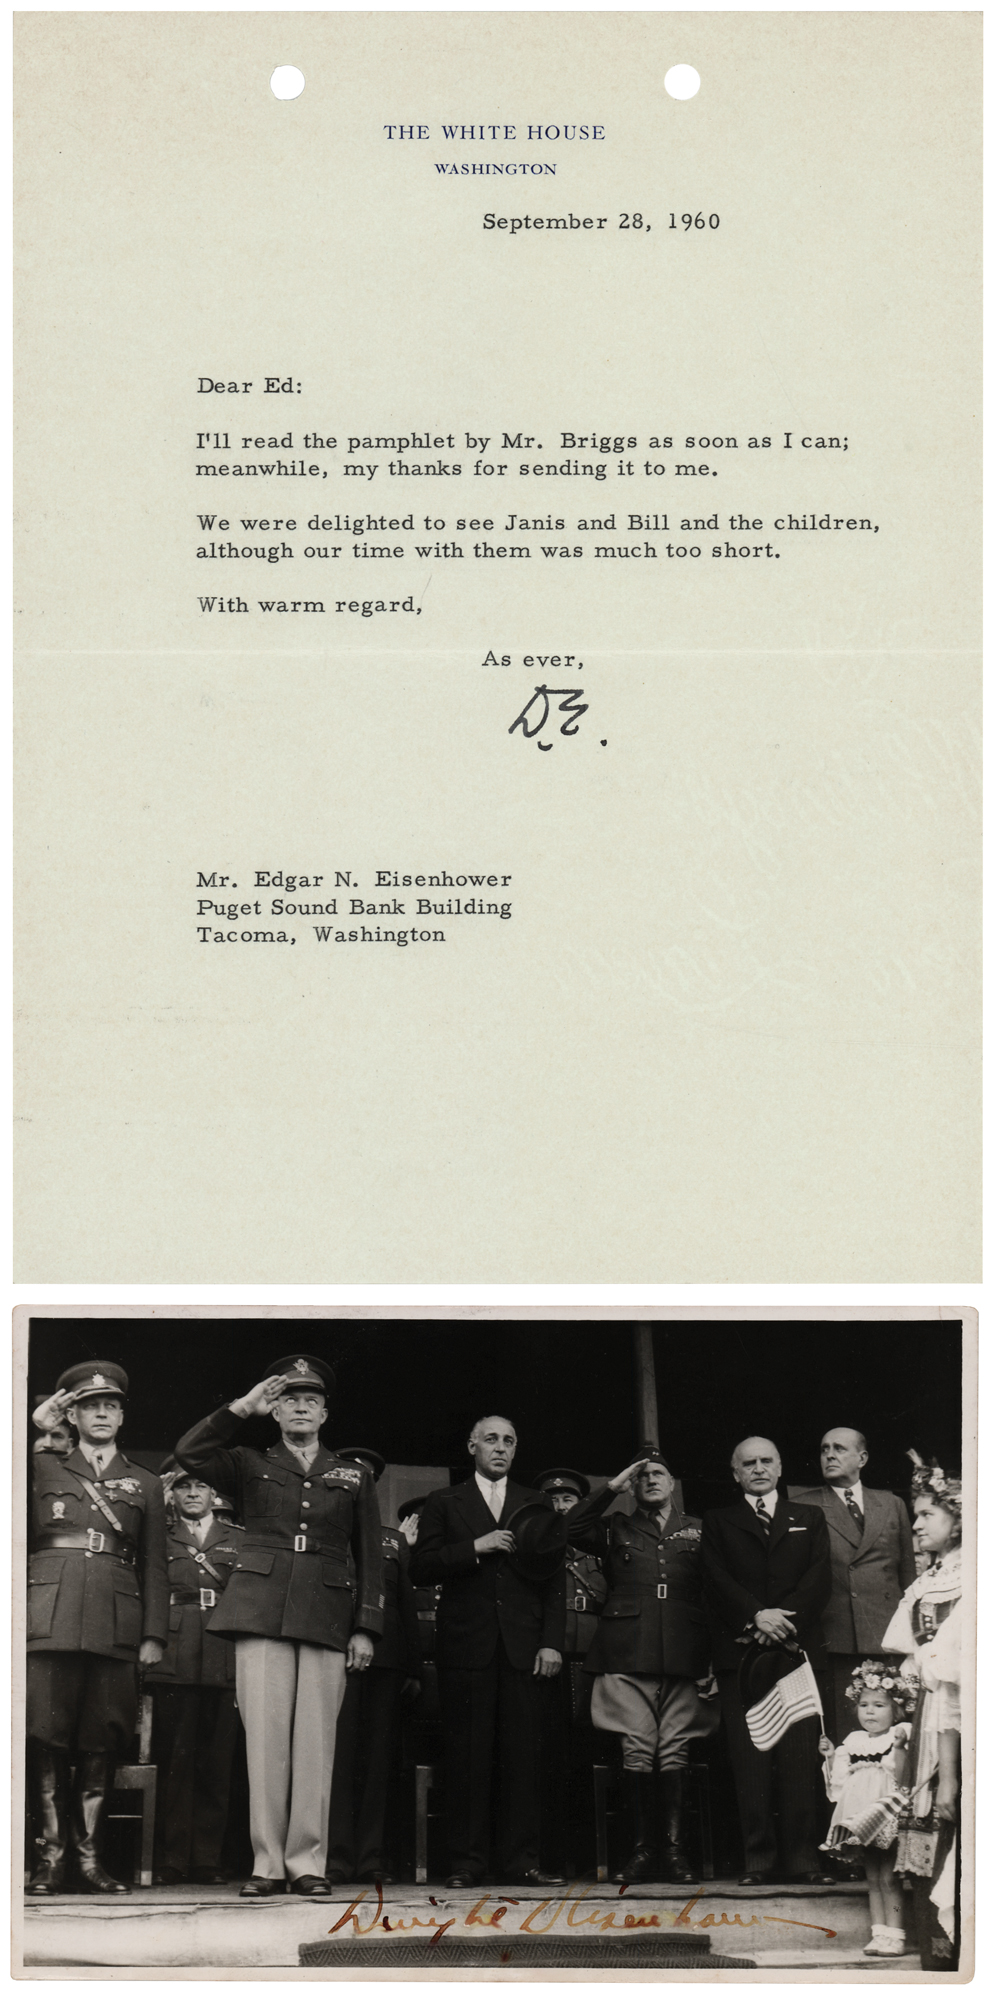 THE WHITE HOUSE
WASHINGTON
September 28, 1960
Dear Ed:
I'll read the pamphlet by Mr. Briggs as soon as I can;
meanwhile, my thanks for sending it to me.
We were delighted to see Janis and Bill and the children,
although our time with them was much too short.
With warm regard,
As ever,
D.E.
Mr. Edgar N. Eisenhower
Puget Sound Bank Building
Tacoma, Washington
Dwight D Eisenhower